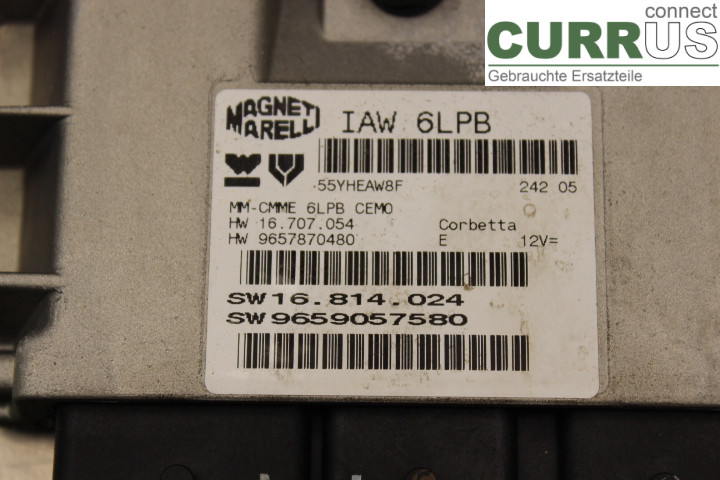 connect
CURRUS
Gebrauchte Ersatzteile
MAGNETI
MARELLI
IAW 6LPB
55YHEAW8F 242 05
MM-CMME 6LPB CEMO
HW 16.707.054 Corbetta
HW 9657870480 E 12V=
SW16.814.024
SW9659057580